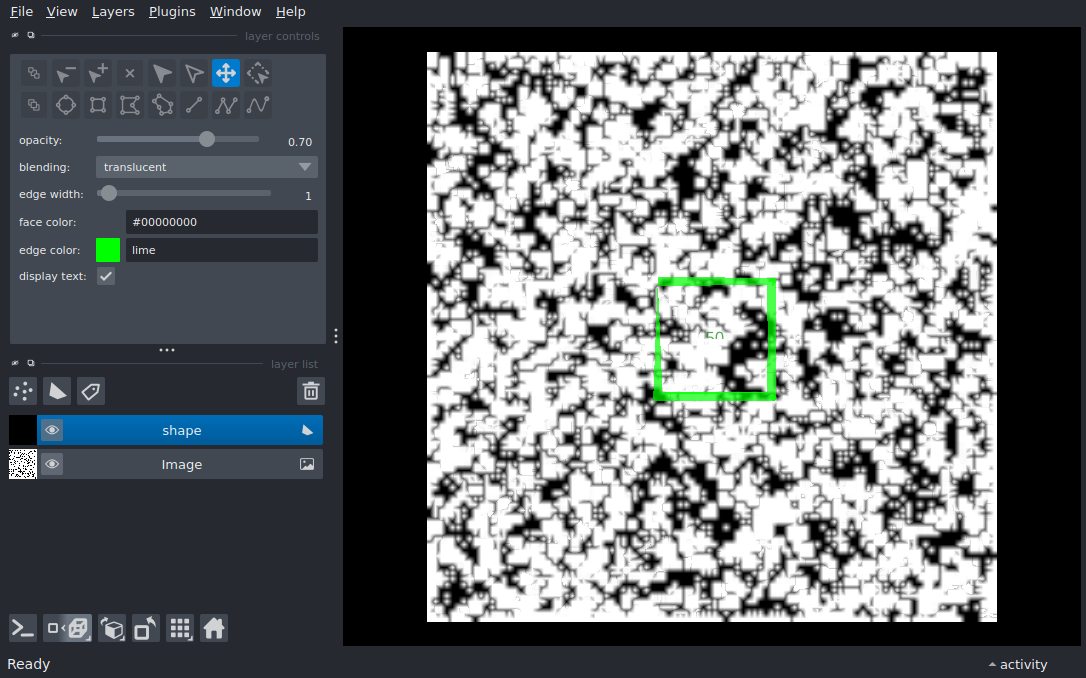 File View Layers Plugins Window Help
layer controls
opacity: 0.70
blending: translucent
edge width: 1
face color: #00000000
edge color: lime
display text:
50
layer list
shape
Image
Ready
activity